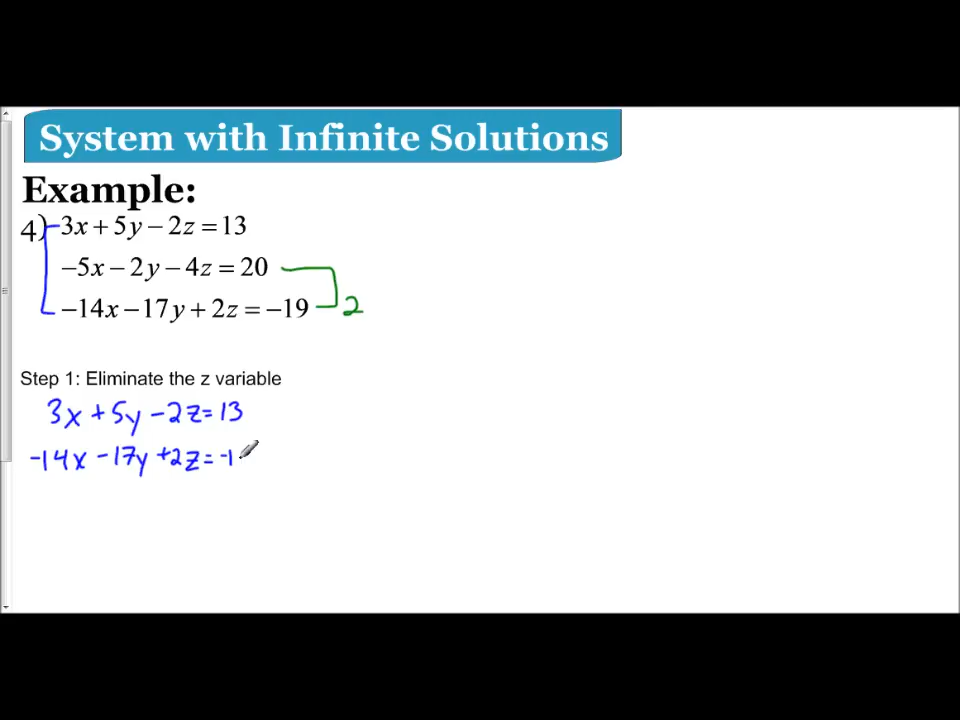 System with Infinite Solutions
Example:
4) 3x + 5y − 2z = 13
−5x − 2y − 4z = 20
−14x − 17y + 2z = −19
2
Step 1: Eliminate the z variable
3x + 5y − 2z = 13
-14x - 17y + 2z = -1